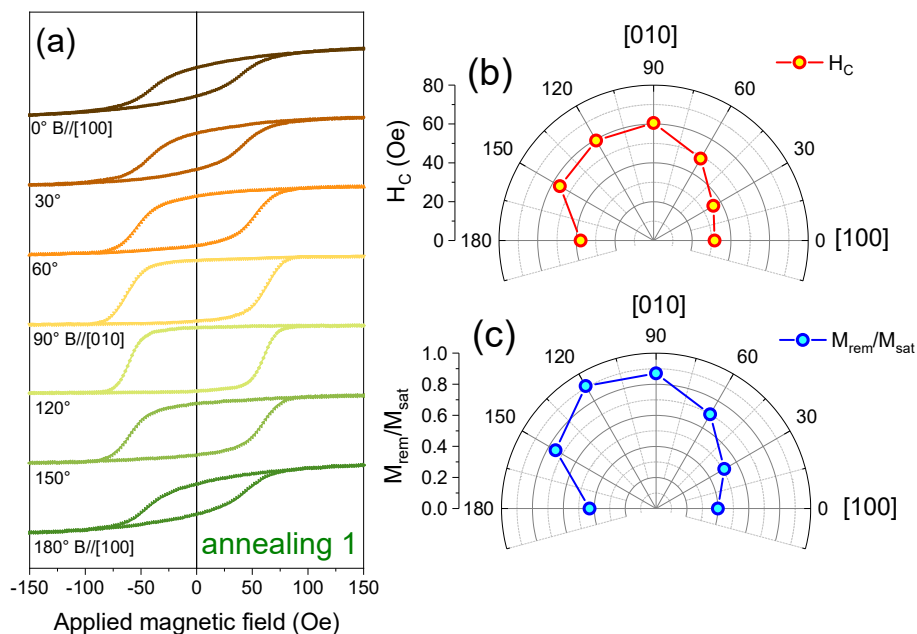 (a)
0° B//[100]
30°
60°
90° B//[010]
120°
150°
180° B//[100]
annealing 1
-150 -100 -50 0 50 100 150
Applied magnetic field (Oe)
(b)
[010]
H_C
80
60
40
20
0
H_C (Oe)
180
150
120
90
60
30
0
[100]
(c)
[010]
M_rem/M_sat
1.0
0.8
0.6
0.4
0.2
0.0
M_rem/M_sat
180
150
120
90
60
30
0
[100]